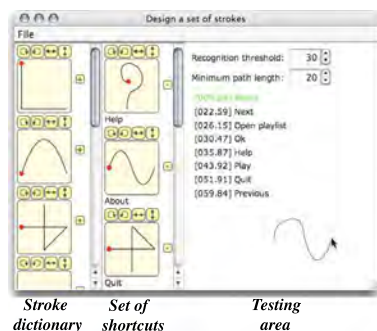 Design a set of strokes
File
Help
About
Quit
Recognition threshold: 30
Minimum path length: 20
[022.59] Next
[026.15] Open playlist
[030.47] Ok
[035.87] Help
[043.92] Play
[051.91] Quit
[059.84] Previous
Stroke dictionary
Set of shortcuts
Testing area